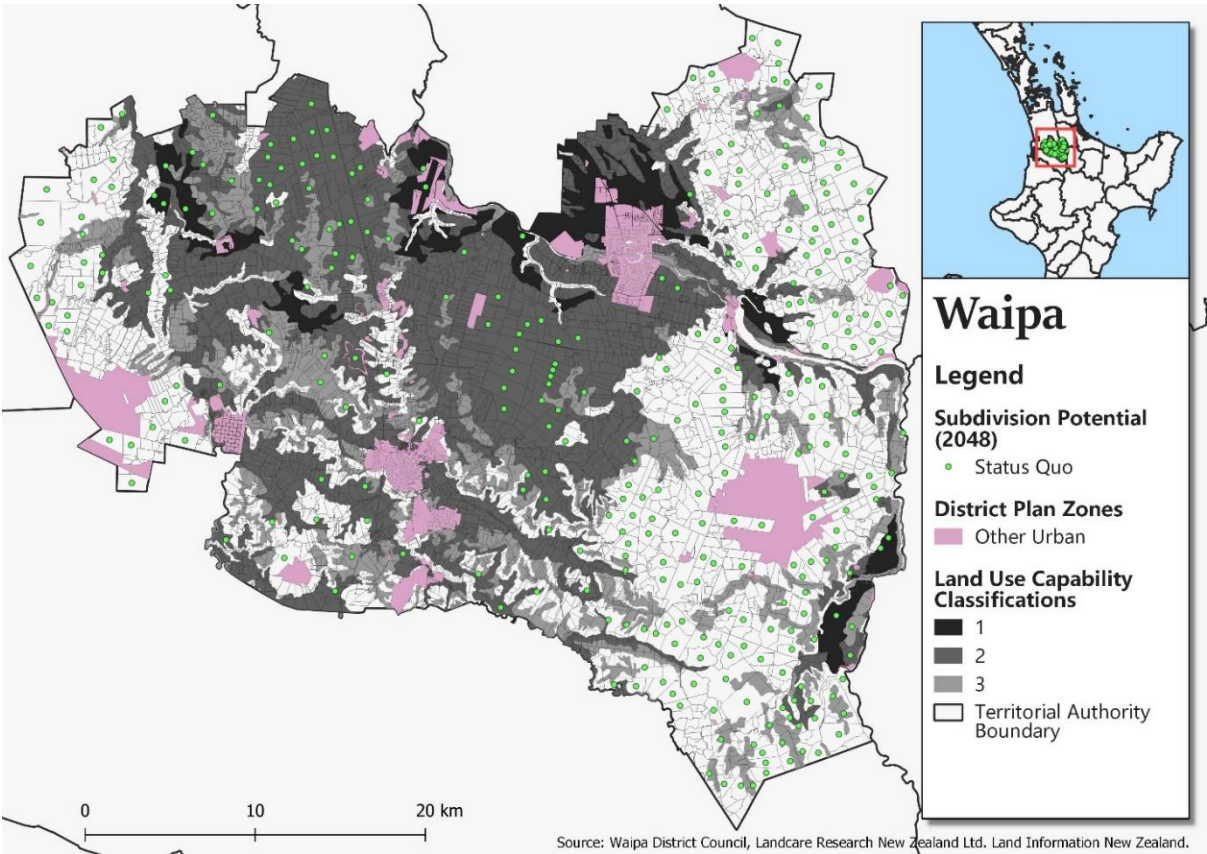 Waipa
Legend
Subdivision Potential
(2048)
Status Quo
District Plan Zones
Other Urban
Land Use Capability
Classifications
1
2
3
Territorial Authority
Boundary
0 10 20 km
Source: Waipa District Council, Landcare Research New Zealand Ltd. Land Information New Zealand.